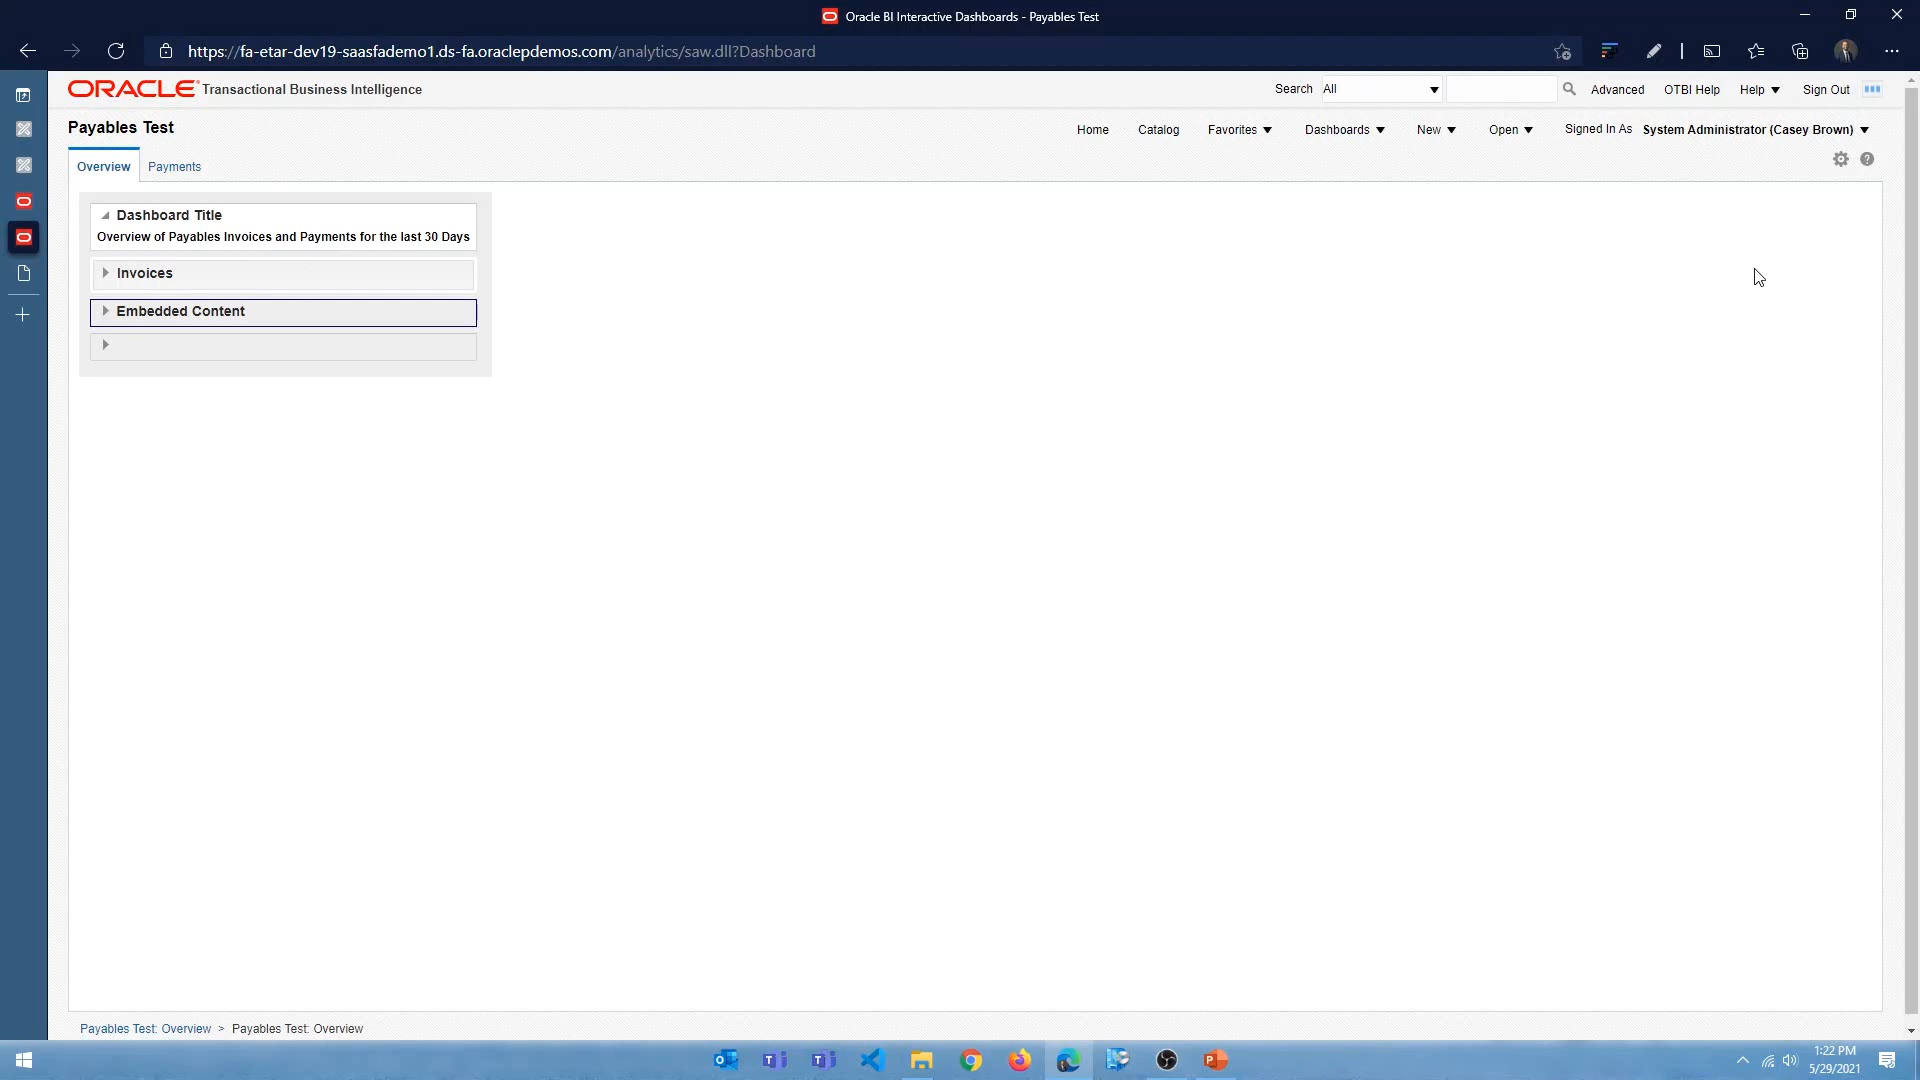 Oracle BI Interactive Dashboards - Payables Test
https://fa-etar-dev19-saasfademo1.ds-fa.oraclepdemos.com/analytics/saw.dll?Dashboard
ORACLE Transactional Business Intelligence
Search All Advanced OTBI Help Help Sign Out
Payables Test
Home Catalog Favorites Dashboards New Open Signed In As System Administrator (Casey Brown)
Overview Payments
Dashboard Title
Overview of Payables Invoices and Payments for the last 30 Days
Invoices
Embedded Content
Payables Test: Overview > Payables Test: Overview
1:22 PM
5/29/2021